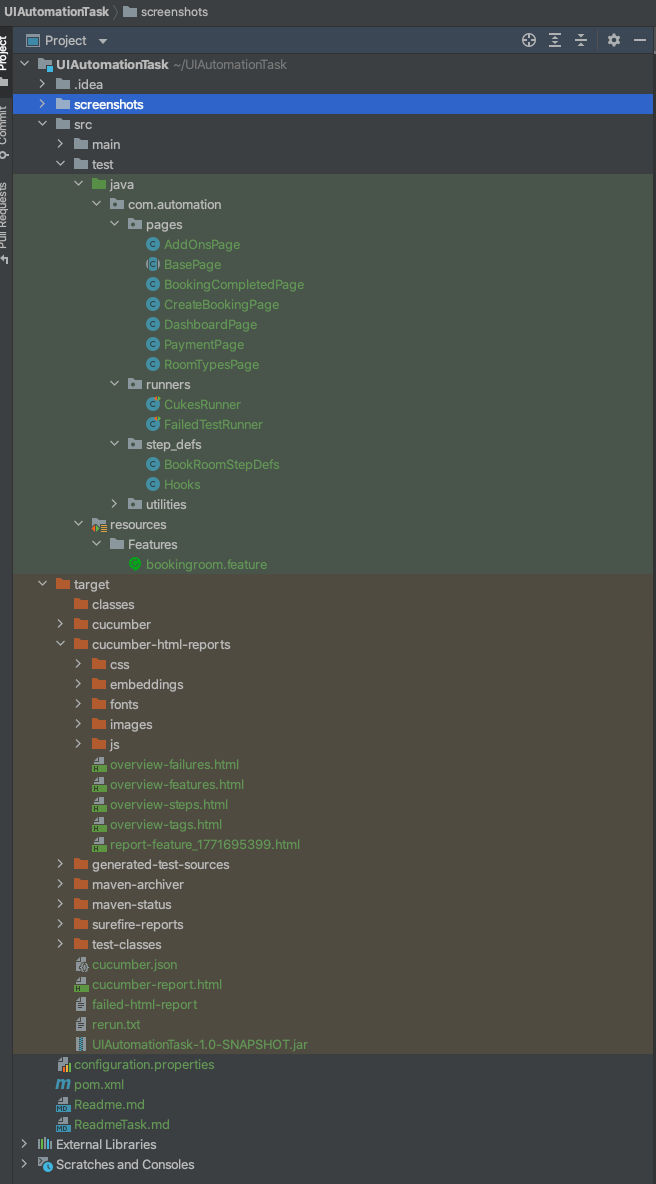 UIAutomationTask screenshots
Project
Project
Commit
Pull Requests
UIAutomationTask ~/UIAutomationTask
.idea
screenshots
src
main
test
java
com.automation
pages
AddOnsPage
BasePage
BookingCompletedPage
CreateBookingPage
DashboardPage
PaymentPage
RoomTypesPage
runners
CukesRunner
FailedTestRunner
step_defs
BookRoomStepDefs
Hooks
utilities
resources
Features
bookingroom.feature
target
classes
cucumber
cucumber-html-reports
css
embeddings
fonts
images
js
overview-failures.html
overview-features.html
overview-steps.html
overview-tags.html
report-feature_1771695399.html
generated-test-sources
maven-archiver
maven-status
surefire-reports
test-classes
cucumber.json
cucumber-report.html
failed-html-report
rerun.txt
UIAutomationTask-1.0-SNAPSHOT.jar
configuration.properties
pom.xml
Readme.md
ReadmeTask.md
External Libraries
Scratches and Consoles